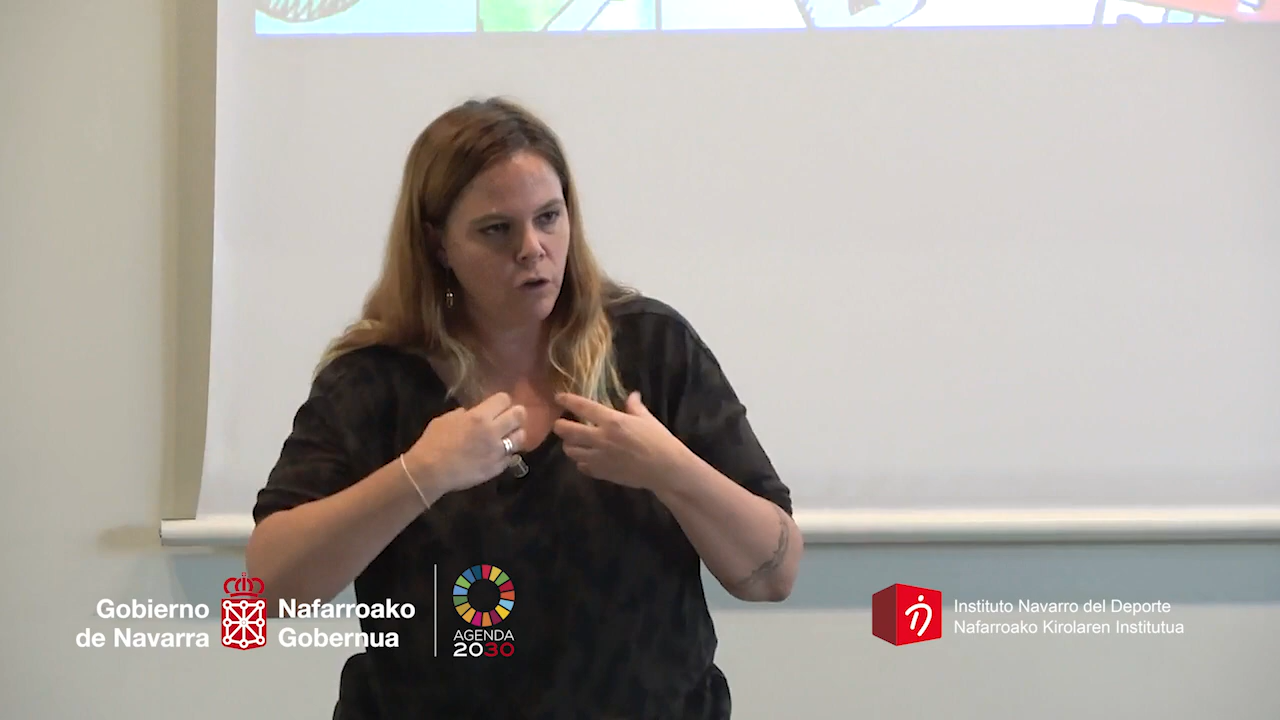 Gobierno
de Navarra
Nafarroako
Gobernua
AGENDA
2030
Instituto Navarro del Deporte
Nafarroako Kirolaren Institutua